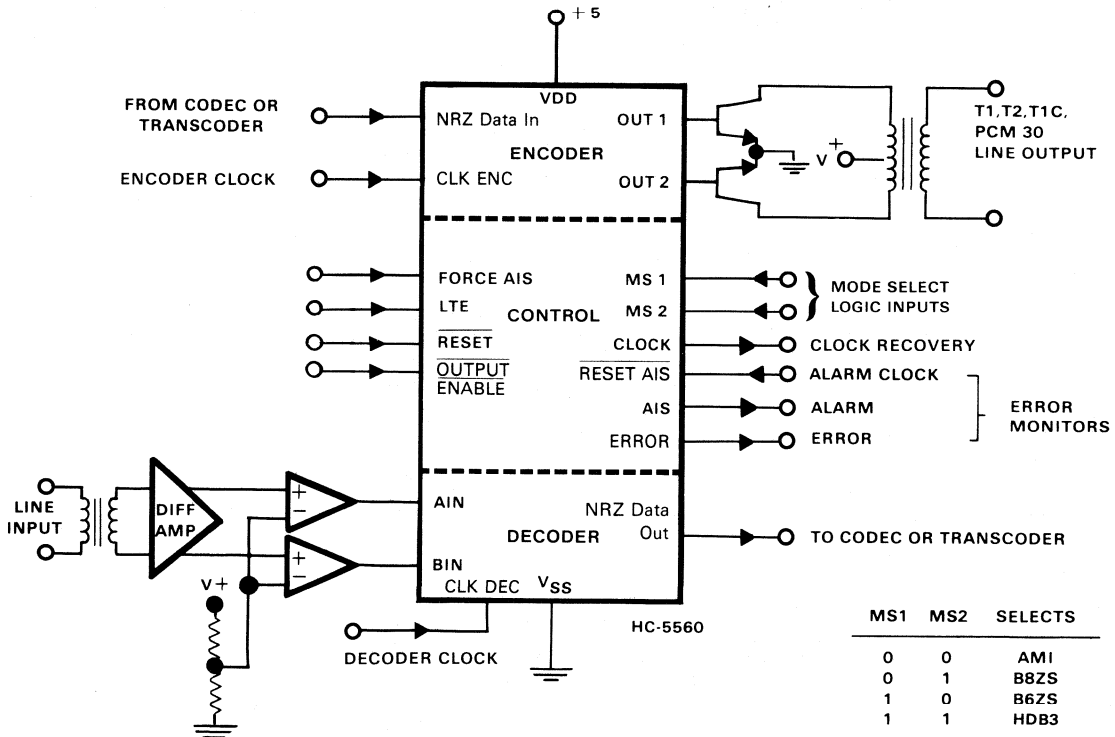 + 5
FROM CODEC OR
TRANSCODER
ENCODER CLOCK
VDD
NRZ Data In
OUT 1
ENCODER
CLK ENC
OUT 2
V +
T1,T2,T1C,
PCM 30
LINE OUTPUT
FORCE AIS
LTE
RESET
OUTPUT
ENABLE
CONTROL
MS 1
MS 2
CLOCK
RESET AIS
AIS
ERROR
} MODE SELECT
LOGIC INPUTS
CLOCK RECOVERY
ALARM CLOCK
ALARM
ERROR
ERROR
MONITORS
LINE
INPUT
DIFF
AMP
+
−
+
−
V+
AIN
BIN
NRZ Data
Out
DECODER
CLK DEC
VSS
TO CODEC OR TRANSCODER
DECODER CLOCK
HC-5560
MS1 MS2 SELECTS
0 0 AMI
0 1 B8ZS
1 0 B6ZS
1 1 HDB3